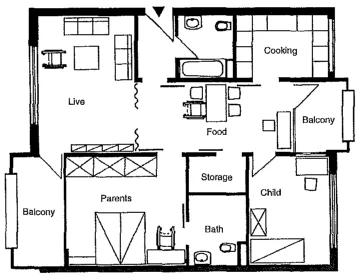 Cooking
Live
Food
Balcony
Storage
Child
Parents
Balcony
Bath